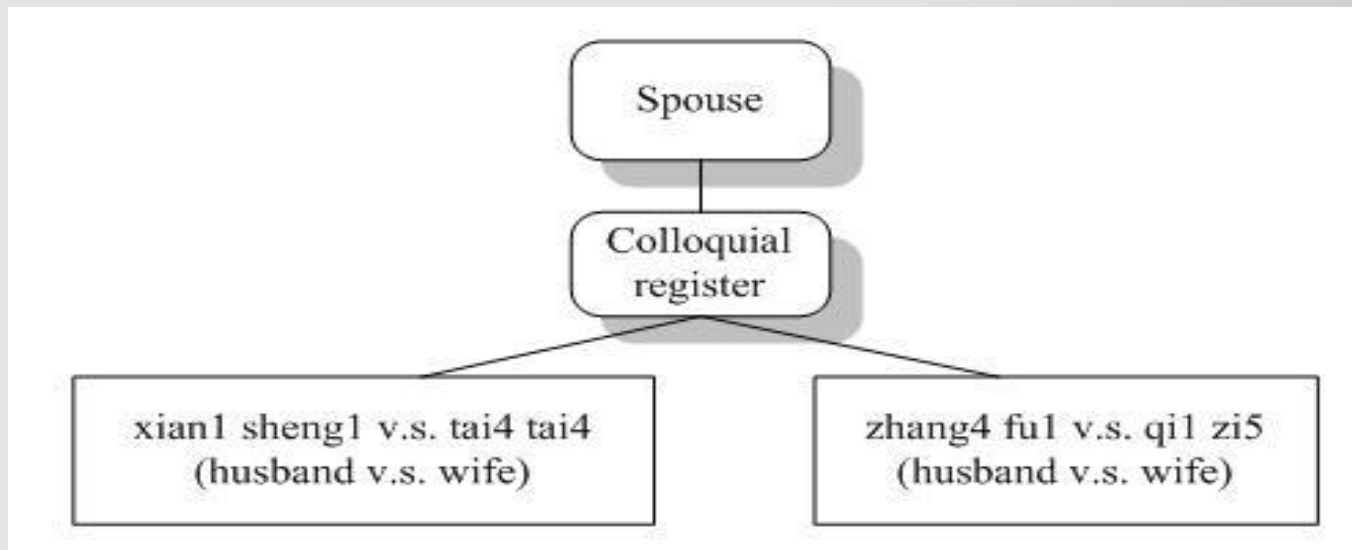 Spouse
Colloquial
register
xian1 sheng1 v.s. tai4 tai4
(husband v.s. wife)
zhang4 fu1 v.s. qi1 zi5
(husband v.s. wife)